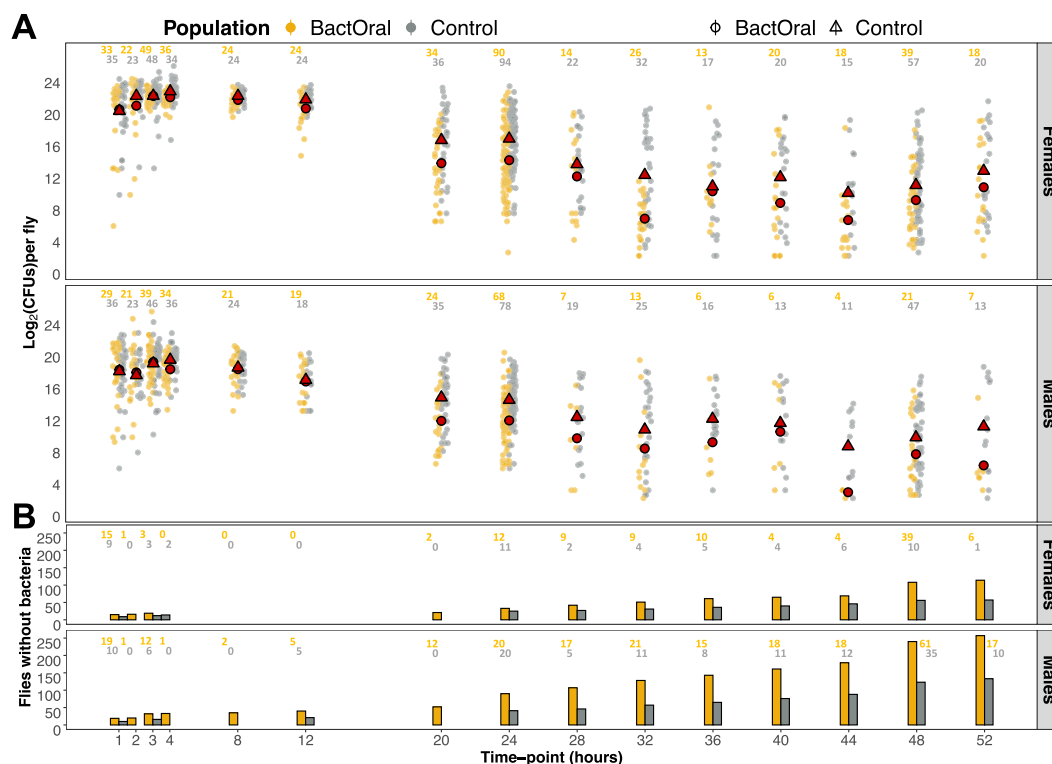 A
Population BactOral Control BactOral Control
33 22 49 36 24 24 34 90 14 26 13 20 18 39 18
35 23 48 34 24 24 36 94 22 32 17 20 15 57 20
24
20
16
12
8
4
0
Females
Log2(CFUs)per fly
29 21 39 34 21 19 24 68 7 13 6 6 4 21 7
36 23 46 36 24 18 35 78 19 25 16 13 11 47 13
24
20
16
12
8
4
0
Males
B
15 1 3 0 0 0 2 12 9 9 10 4 4 39 6
9 0 3 2 0 0 0 11 2 4 5 4 6 10 1
250
200
150
100
50
0
Females
Flies without bacteria
19 1 12 1 2 5 12 20 17 21 15 18 18 61 17
10 0 6 0 0 5 0 20 5 11 8 11 12 35 10
250
200
150
100
50
0
Males
1 2 3 4 8 12 20 24 28 32 36 40 44 48 52
Time–point (hours)